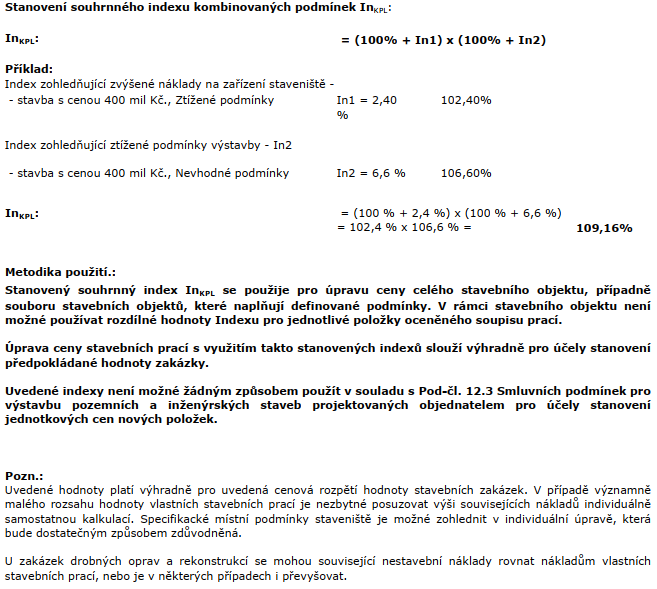 Stanovení souhrnného indexu kombinovaných podmínek InKPL:
InKPL: = (100% + In1) x (100% + In2)
Příklad:
Index zohledňující zvýšené náklady na zařízení staveniště -
- stavba s cenou 400 mil Kč., Ztížené podmínky In1 = 2,40 % 102,40%
Index zohledňující ztížené podmínky výstavby - In2
- stavba s cenou 400 mil Kč., Nevhodné podmínky In2 = 6,6 % 106,60%
InKPL: = (100 % + 2,4 %) x (100 % + 6,6 %)
= 102,4 % x 106,6 % = 109,16%
Metodika použití.:
Stanovený souhrnný index InKPL se použije pro úpravu ceny celého stavebního objektu, případně
souboru stavebních objektů, které naplňují definované podmínky. V rámci stavebního objektu není
možné používat rozdílné hodnoty Indexu pro jednotlivé položky oceněného soupisu prací.
Úprava ceny stavebních prací s využitím takto stanovených indexů slouží výhradně pro účely stanovení
předpokládané hodnoty zakázky.
Uvedené indexy není možné žádným způsobem použít v souladu s Pod-čl. 12.3 Smluvních podmínek pro
výstavbu pozemních a inženýrských staveb projektovaných objednatelem pro účely stanovení
jednotkových cen nových položek.
Pozn.:
Uvedené hodnoty platí výhradně pro uvedená cenová rozpětí hodnoty stavebních zakázek. V případě významně
malého rozsahu hodnoty vlastních stavebních prací je nezbytné posuzovat výši souvisejících nákladů individuálně
samostatnou kalkulací. Specifikacké místní podmínky staveniště je možné zohlednit v individuální úpravě, která
bude dostatečným způsobem zdůvodněná.
U zakázek drobných oprav a rekonstrukcí se mohou související nestavební náklady rovnat nákladům vlastních
stavebních prací, nebo je v některých případech i převyšovat.